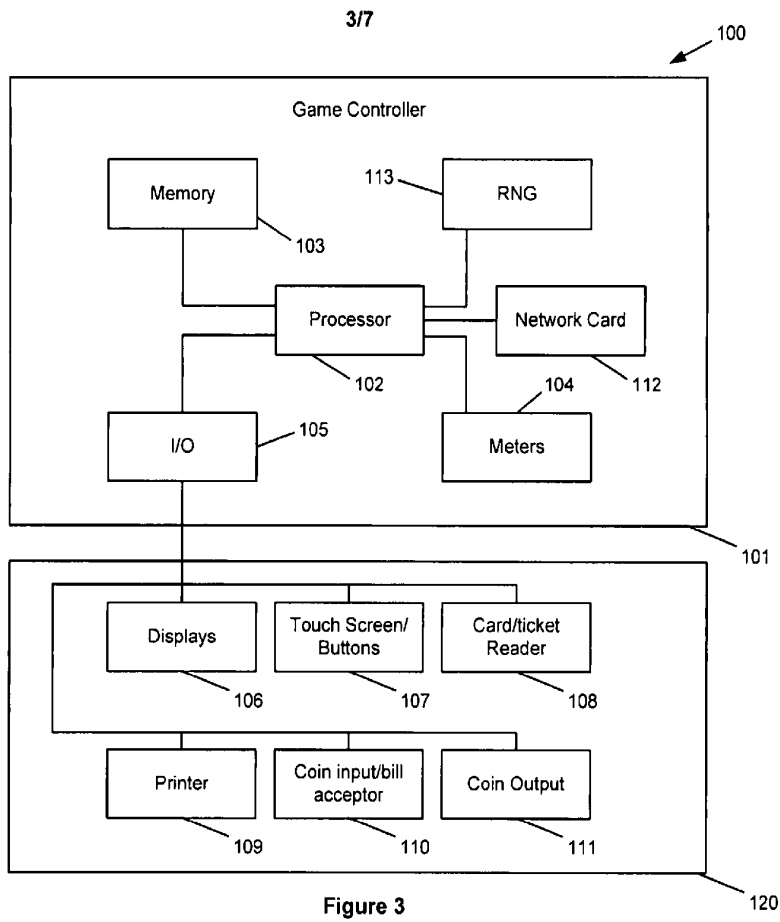 3/7
100
Game Controller
Memory
103
113
RNG
Processor
102
Network Card
112
I/O
105
104
Meters
101
Displays
106
Touch Screen/
Buttons
107
Card/ticket
Reader
108
Printer
109
Coin input/bill
acceptor
110
Coin Output
111
120
Figure 3